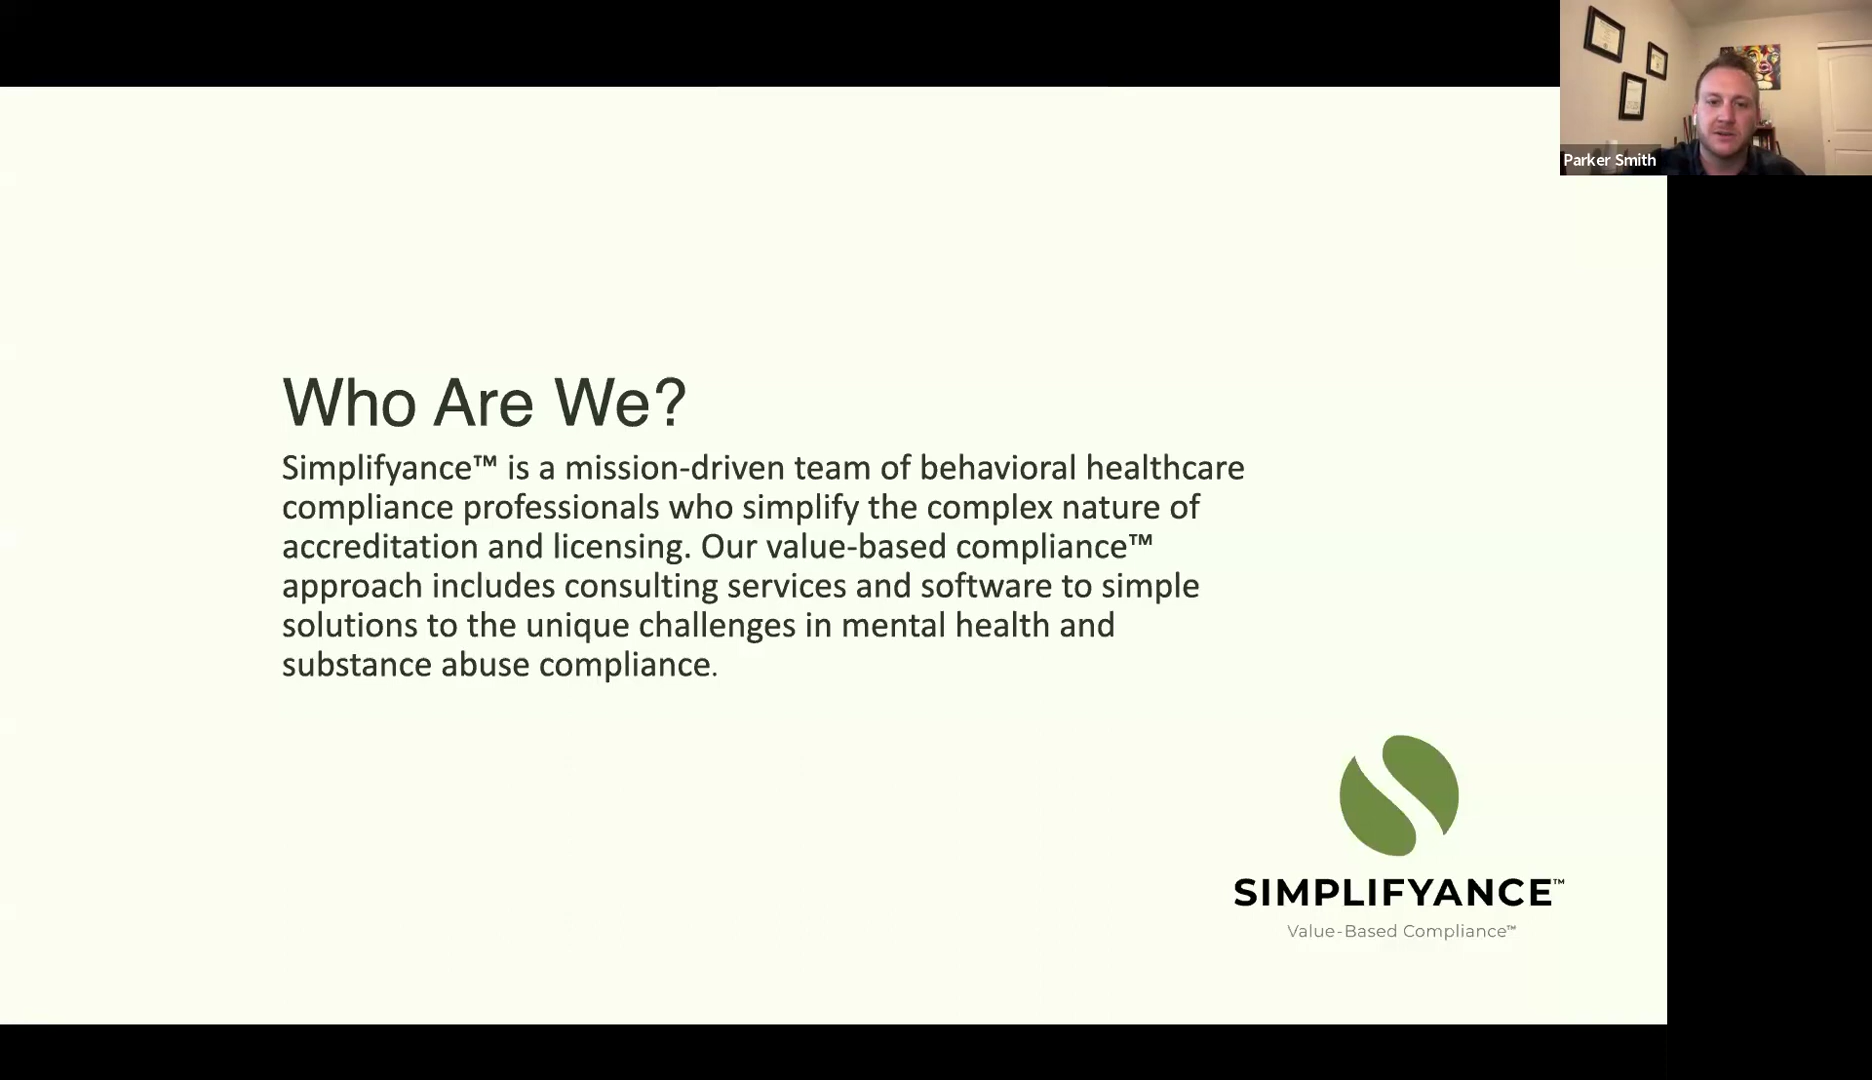 Parker Smith
Who Are We?
Simplifyance™ is a mission-driven team of behavioral healthcare
compliance professionals who simplify the complex nature of
accreditation and licensing. Our value-based compliance™
approach includes consulting services and software to simple
solutions to the unique challenges in mental health and
substance abuse compliance.
SIMPLIFYANCE™
Value-Based Compliance™